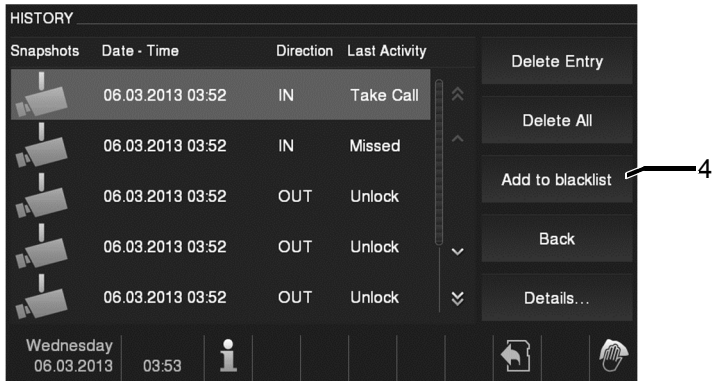 HISTORY
Snapshots Date - Time Direction Last Activity
06.03.2013 03:52 IN Take Call
06.03.2013 03:52 IN Missed
06.03.2013 03:52 OUT Unlock
06.03.2013 03:52 OUT Unlock
06.03.2013 03:52 OUT Unlock
Delete Entry
Delete All
Add to blacklist
4
Back
Details...
Wednesday
06.03.2013 03:53